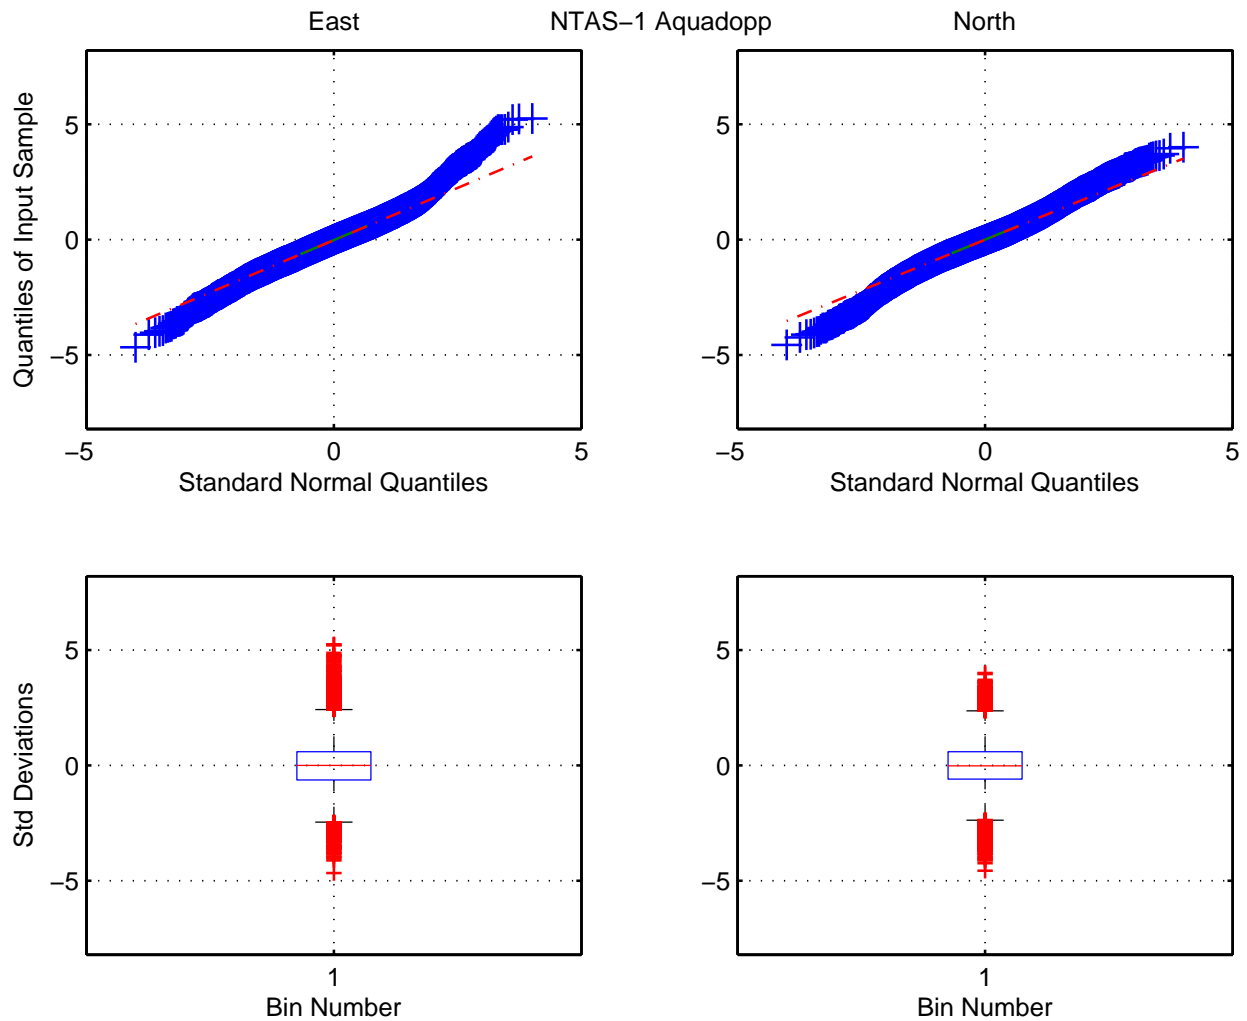 East
NTAS−1 Aquadopp
North
Quantiles of Input Sample
5
0
−5
−5
0
5
Standard Normal Quantiles
5
0
−5
−5
0
5
Standard Normal Quantiles
Std Deviations
5
0
−5
1
Bin Number
5
0
−5
1
Bin Number